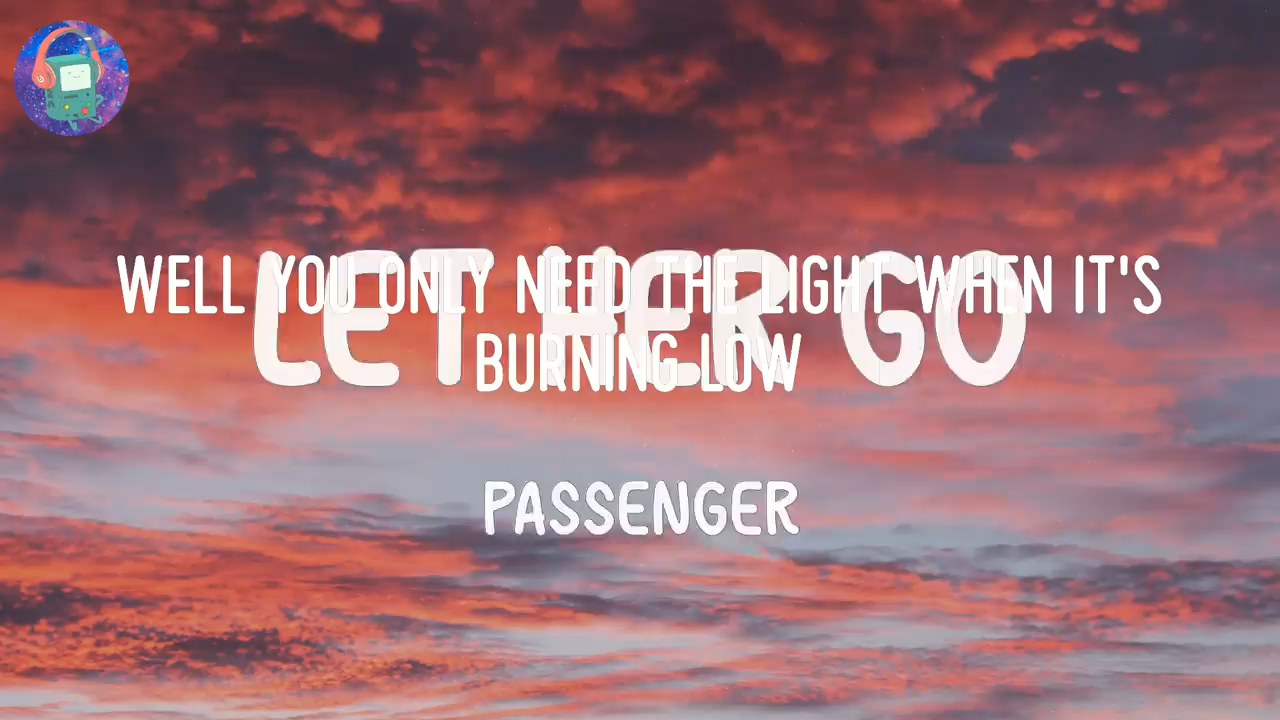 WELL YOU ONLY NEED THE LIGHT WHEN IT'S
BURNING LOW
LET HER GO
PASSENGER